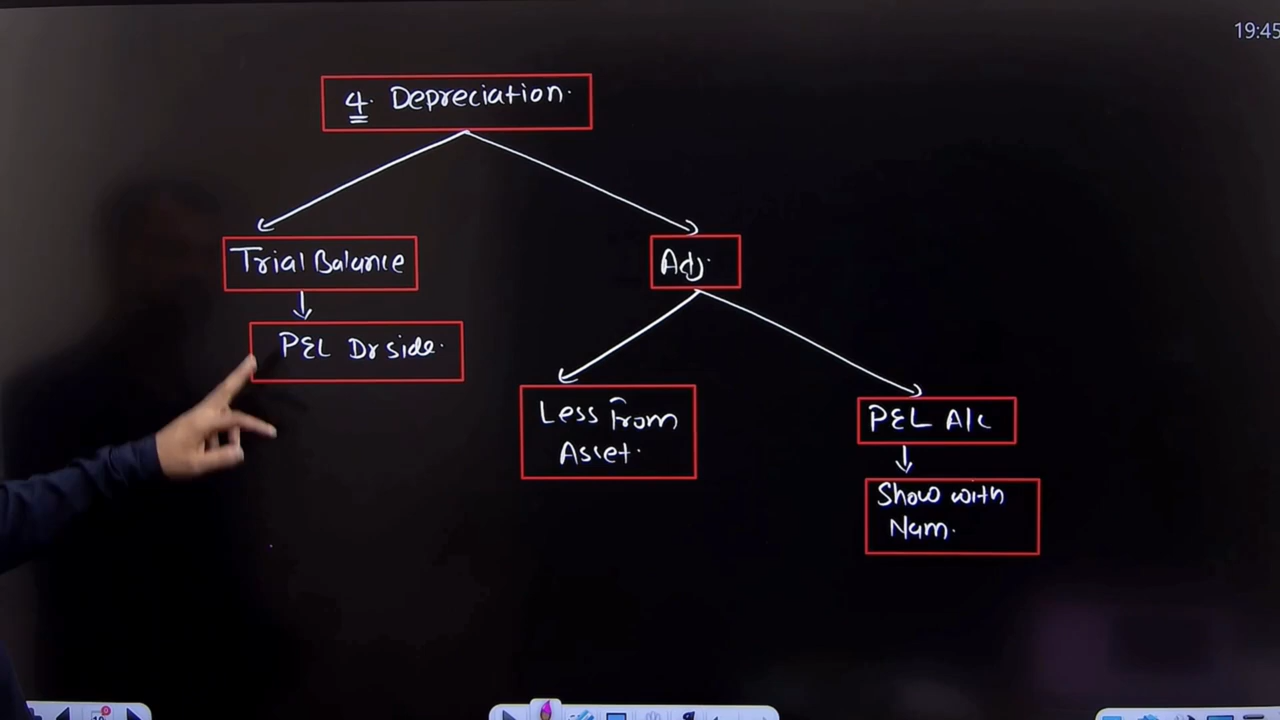 19:45
4. Depreciation.
Trial Balance
Adj.
P&L Dr side.
Less From
Asset.
P&L A/c
Show with
Nam.